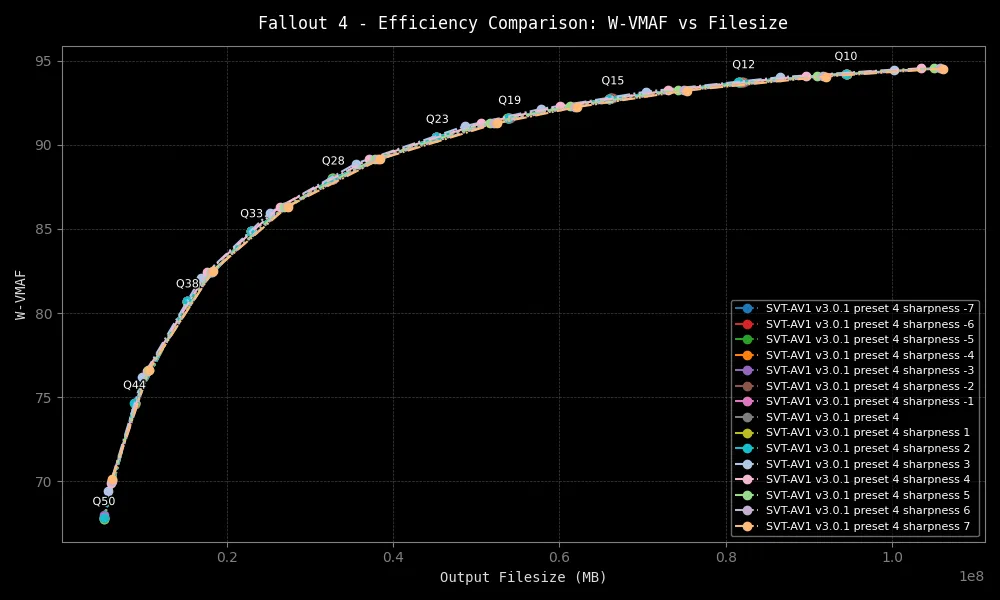 Fallout 4 - Efficiency Comparison: W-VMAF vs Filesize
95
90
85
80
75
70
W-VMAF
Q10
Q12
Q15
Q19
Q23
Q28
Q33
Q38
Q44
Q50
SVT-AV1 v3.0.1 preset 4 sharpness -7
SVT-AV1 v3.0.1 preset 4 sharpness -6
SVT-AV1 v3.0.1 preset 4 sharpness -5
SVT-AV1 v3.0.1 preset 4 sharpness -4
SVT-AV1 v3.0.1 preset 4 sharpness -3
SVT-AV1 v3.0.1 preset 4 sharpness -2
SVT-AV1 v3.0.1 preset 4 sharpness -1
SVT-AV1 v3.0.1 preset 4
SVT-AV1 v3.0.1 preset 4 sharpness 1
SVT-AV1 v3.0.1 preset 4 sharpness 2
SVT-AV1 v3.0.1 preset 4 sharpness 3
SVT-AV1 v3.0.1 preset 4 sharpness 4
SVT-AV1 v3.0.1 preset 4 sharpness 5
SVT-AV1 v3.0.1 preset 4 sharpness 6
SVT-AV1 v3.0.1 preset 4 sharpness 7
0.2 0.4 0.6 0.8 1.0
1e8
Output Filesize (MB)